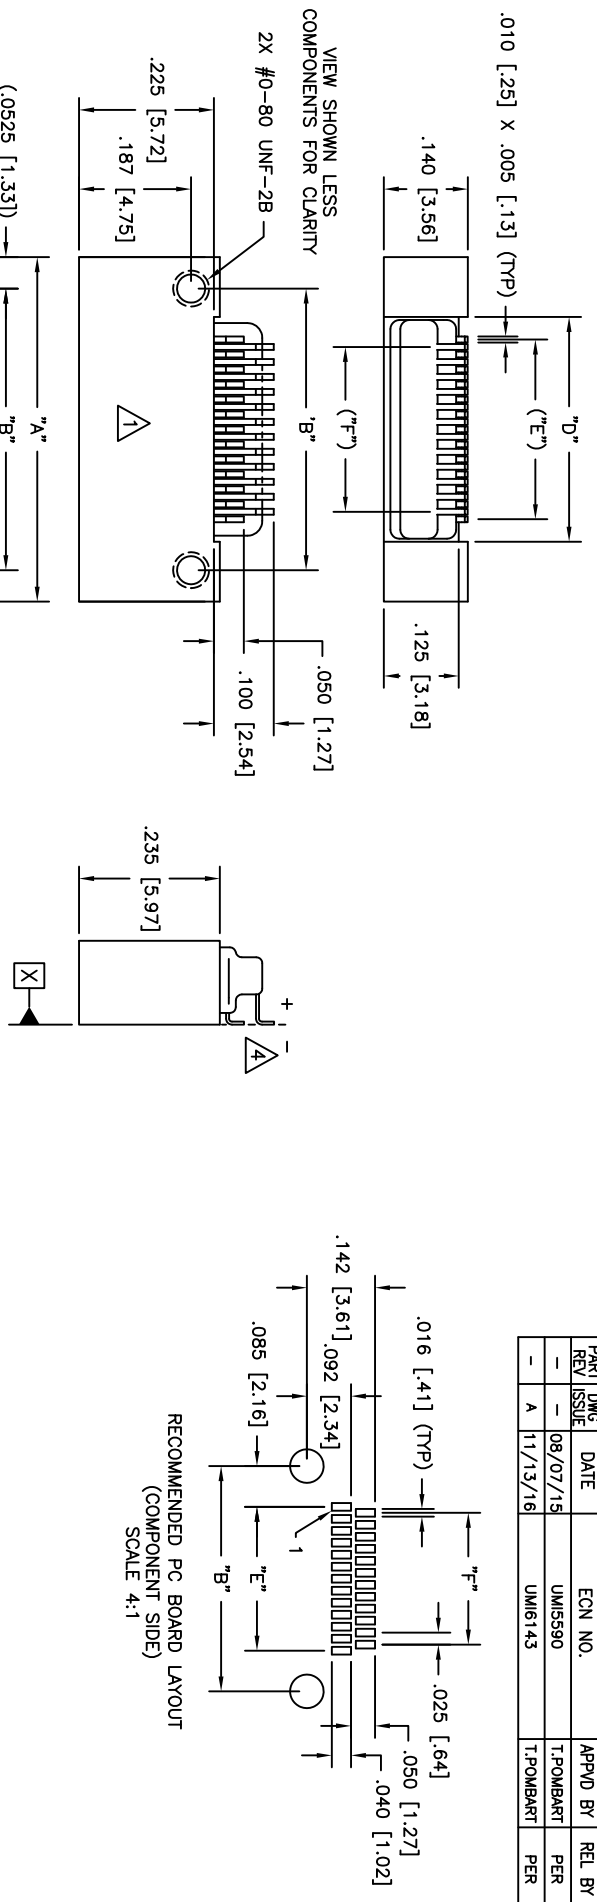 PART REV DWG ISSUE DATE ECN NO. APPVD BY REL BY
- - 08/07/15 UMI5590 T.POMBART PER
- A 11/13/16 UMI6143 T.POMBART PER
.010 [.25] X .005 [.13] (TYP)
.140 [3.56]
"D"
("E")
("F")
.125 [3.18]
VIEW SHOWN LESS
COMPONENTS FOR CLARITY
2X #0-80 UNF-2B
.225 [5.72]
.187 [4.75]
'B"
1
.050 [1.27]
.100 [2.54]
(.0525 [1.33])
"A"
"B"
.235 [5.97]
X
+
-
4
.142 [3.61]
.092 [2.34]
.085 [2.16]
.016 [.41] (TYP)
"F"
.025 [.64]
.050 [1.27]
.040 [1.02]
1
"E"
"B"
RECOMMENDED PC BOARD LAYOUT
(COMPONENT SIDE)
SCALE 4:1